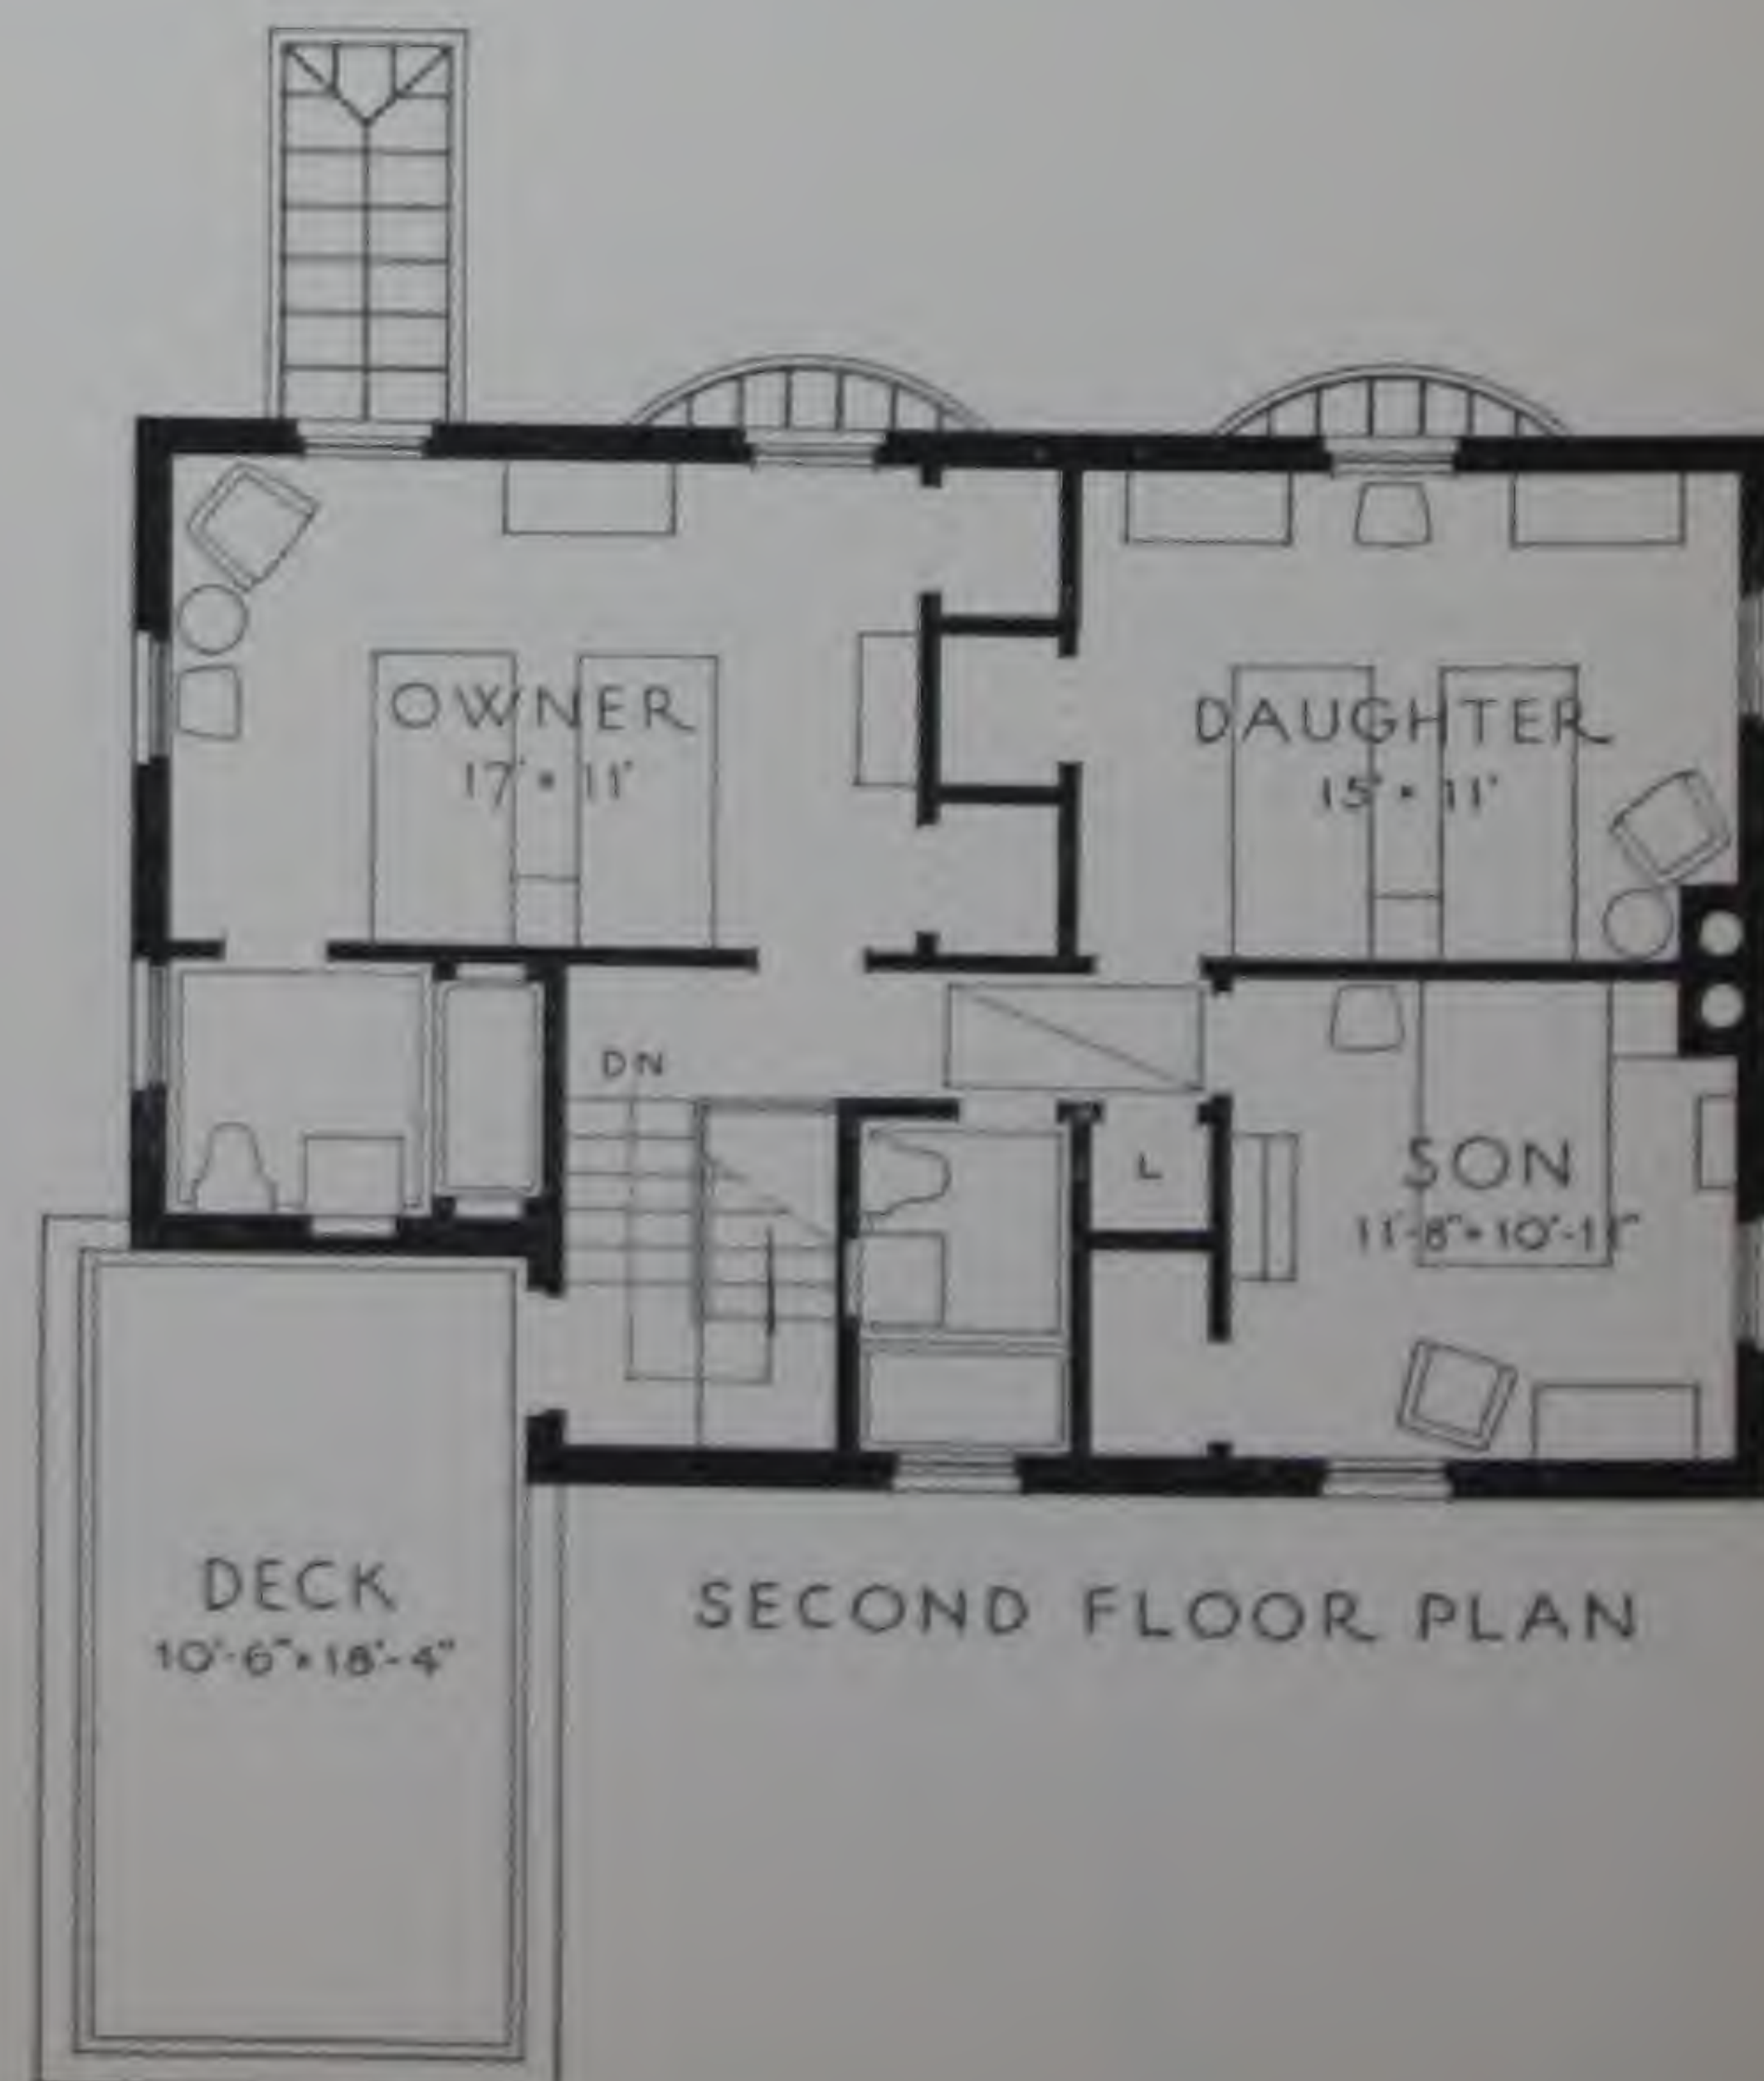 OWNER
17' × 11'
DAUGHTER
15' × 11'
DN
L
SON
11'-8" × 10'-11"
DECK
10'-6" × 18'-4"
SECOND FLOOR PLAN